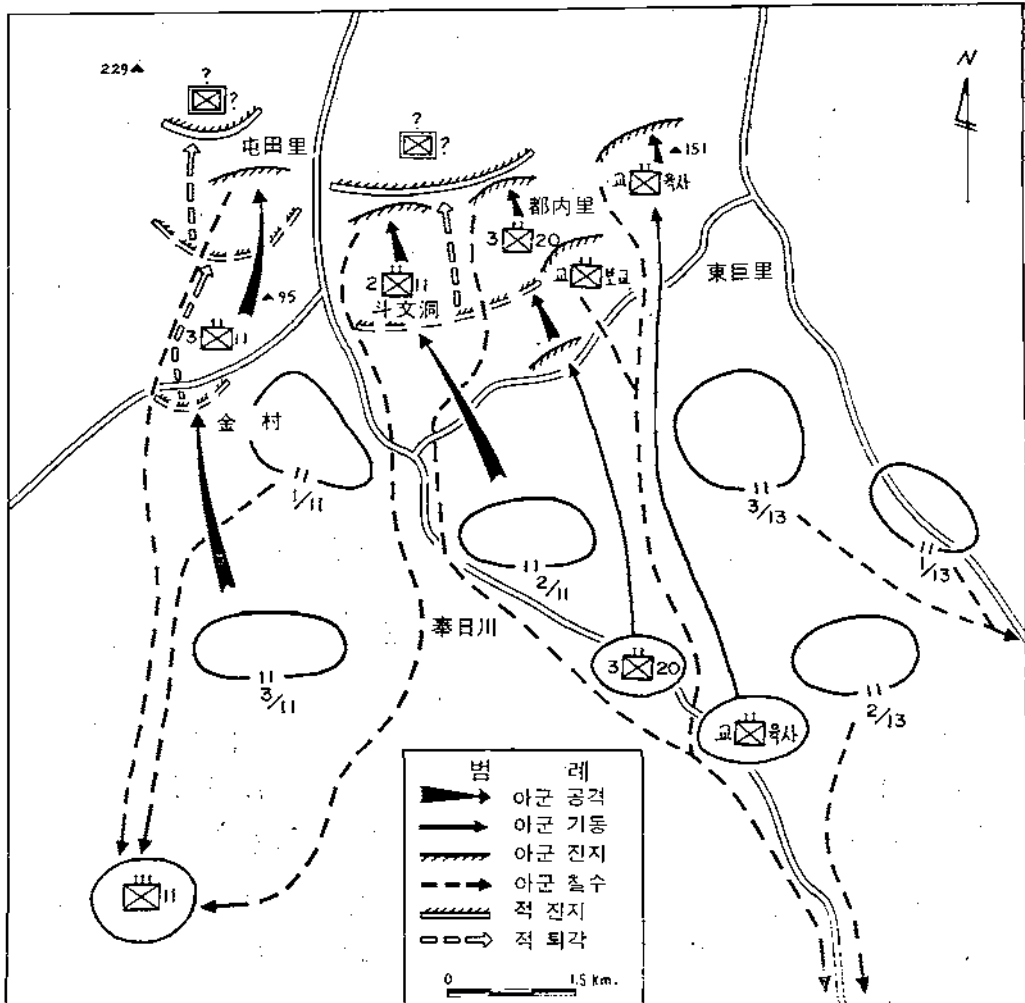 N
229
?
?
屯田里
?
?
151
교 육사
都内里
3 20
교 보교
東巨里
2 11
斗文洞
95
3 11
金村
1/11
3/13
1/13
2/11
奉日川
3/11
3 20
2/13
교 육사
11
범 례
아군 공격
아군 기동
아군 진지
아군 철수
적 진지
적 퇴각
0 1.5 Km.